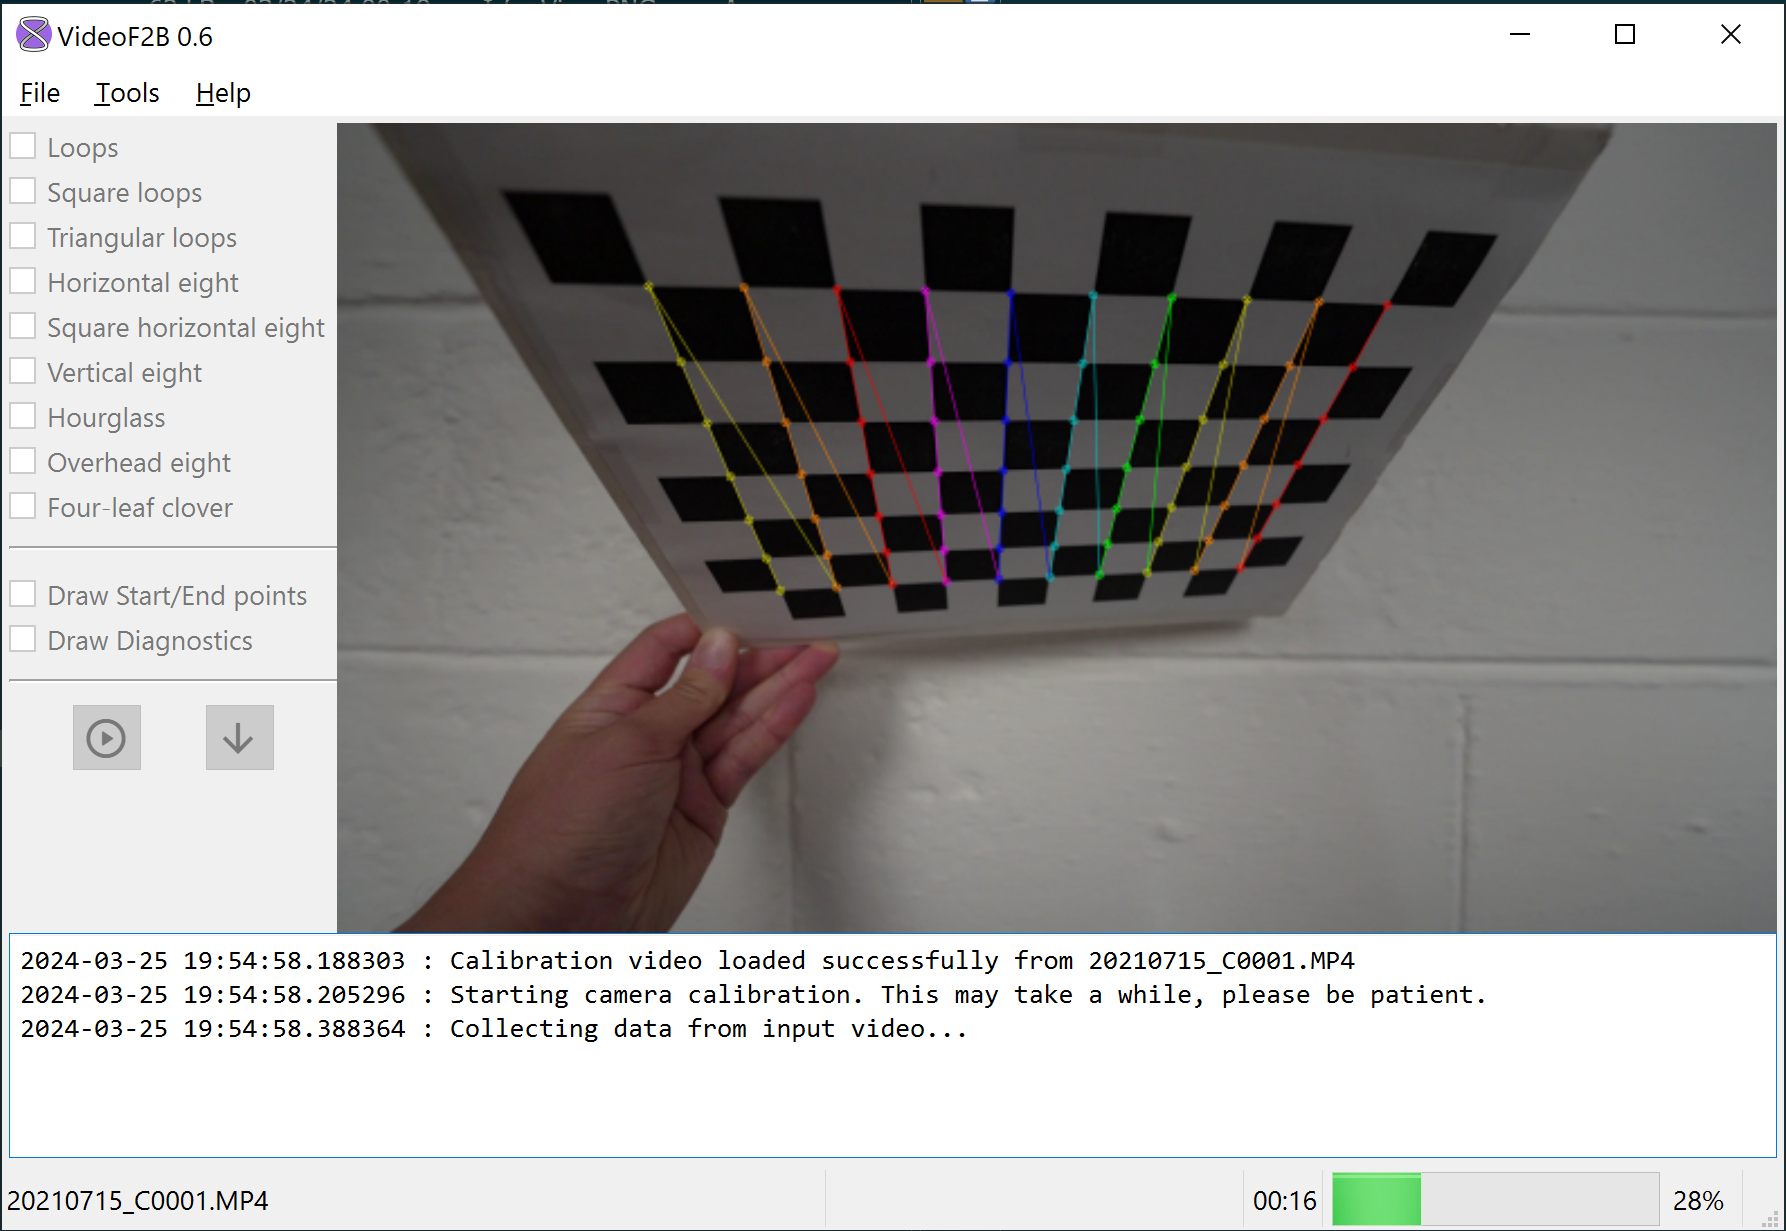 VideoF2B 0.6
File Tools Help
Loops
Square loops
Triangular loops
Horizontal eight
Square horizontal eight
Vertical eight
Hourglass
Overhead eight
Four-leaf clover
Draw Start/End points
Draw Diagnostics
2024-03-25 19:54:58.188303 : Calibration video loaded successfully from 20210715_C0001.MP4
2024-03-25 19:54:58.205296 : Starting camera calibration. This may take a while, please be patient.
2024-03-25 19:54:58.388364 : Collecting data from input video...
20210715_C0001.MP4 00:16 28%